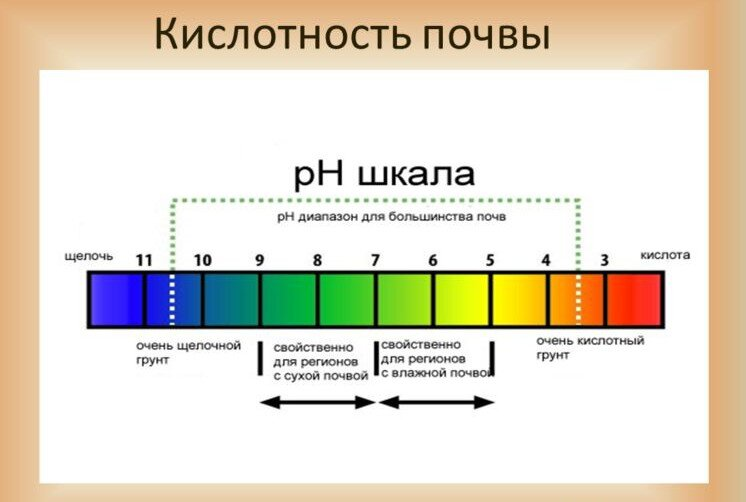 Кислотность почвы
pH шкала
pH диапазон для большинства почв
щелочь 11 10 9 8 7 6 5 4 3 кислота
очень щелочной
грунт
свойственно
для регионов
с сухой почвой
свойственно
для регионов
с влажной почвой
очень кислотный
грунт